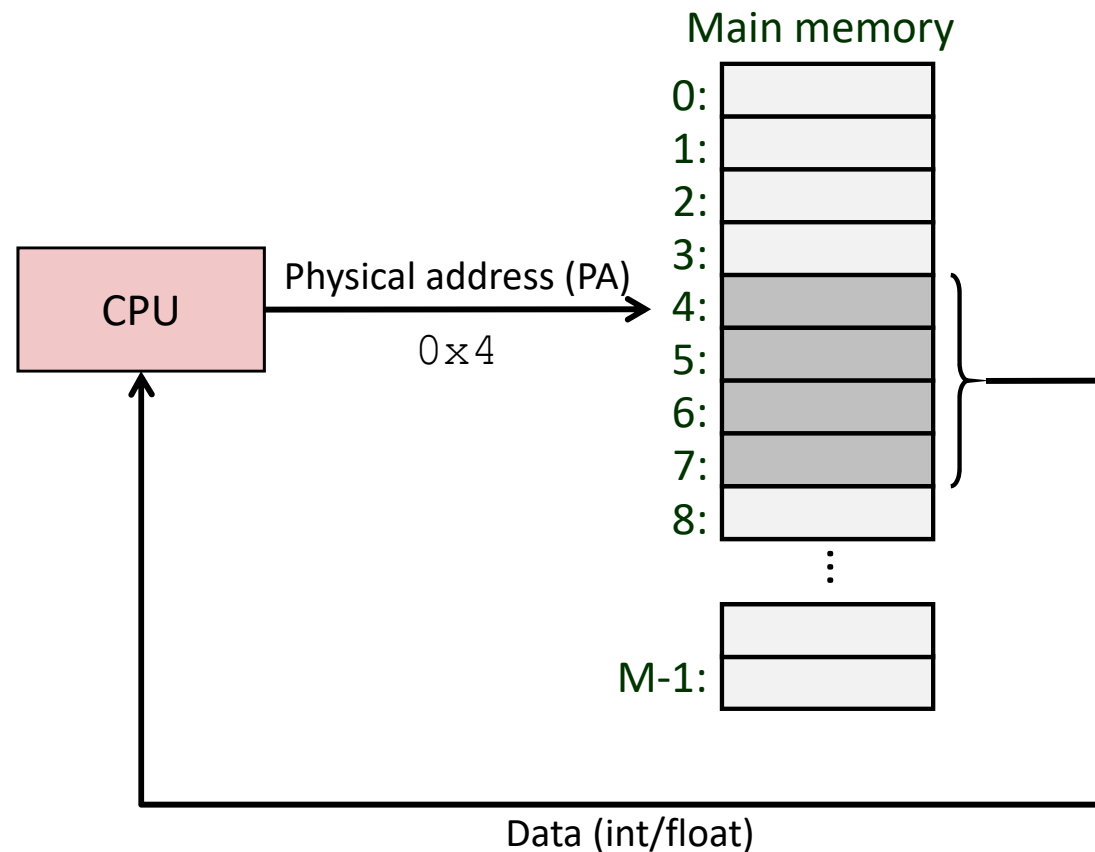 Main memory
0:
1:
2:
3:
CPU
Physical address (PA)
0x4
4:
5:
6:
7:
8:
...
M-1:
Data (int/float)